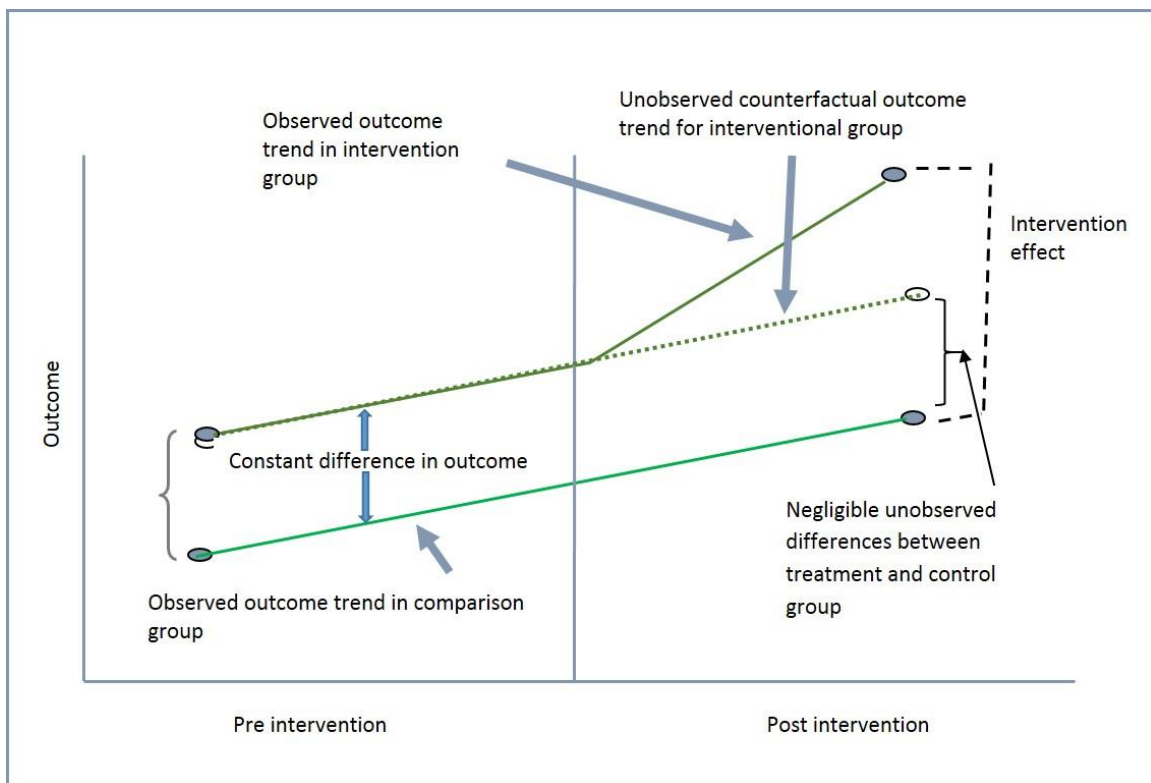 Observed outcome
trend in intervention
group
Unobserved counterfactual outcome
trend for interventional group
Intervention
effect
Outcome
Constant difference in outcome
Observed outcome trend in comparison
group
Negligible unobserved
differences between
treatment and control
group
Pre intervention
Post intervention